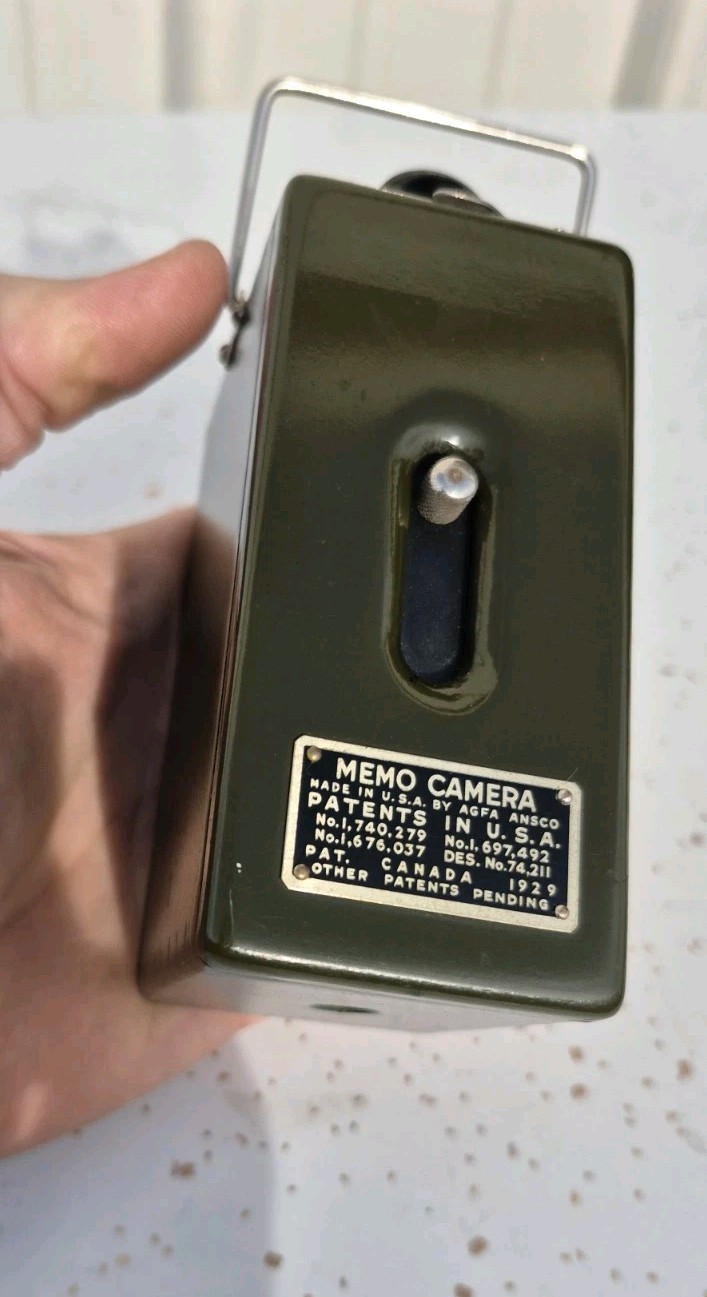 MEMO CAMERA
MADE IN U.S.A. BY AGFA ANSCO
PATENTS IN U.S.A.
No.1,740,279 No.1,697,492
No.1,676,037 DES. No.74,211
PAT. CANADA 1929
OTHER PATENTS PENDING